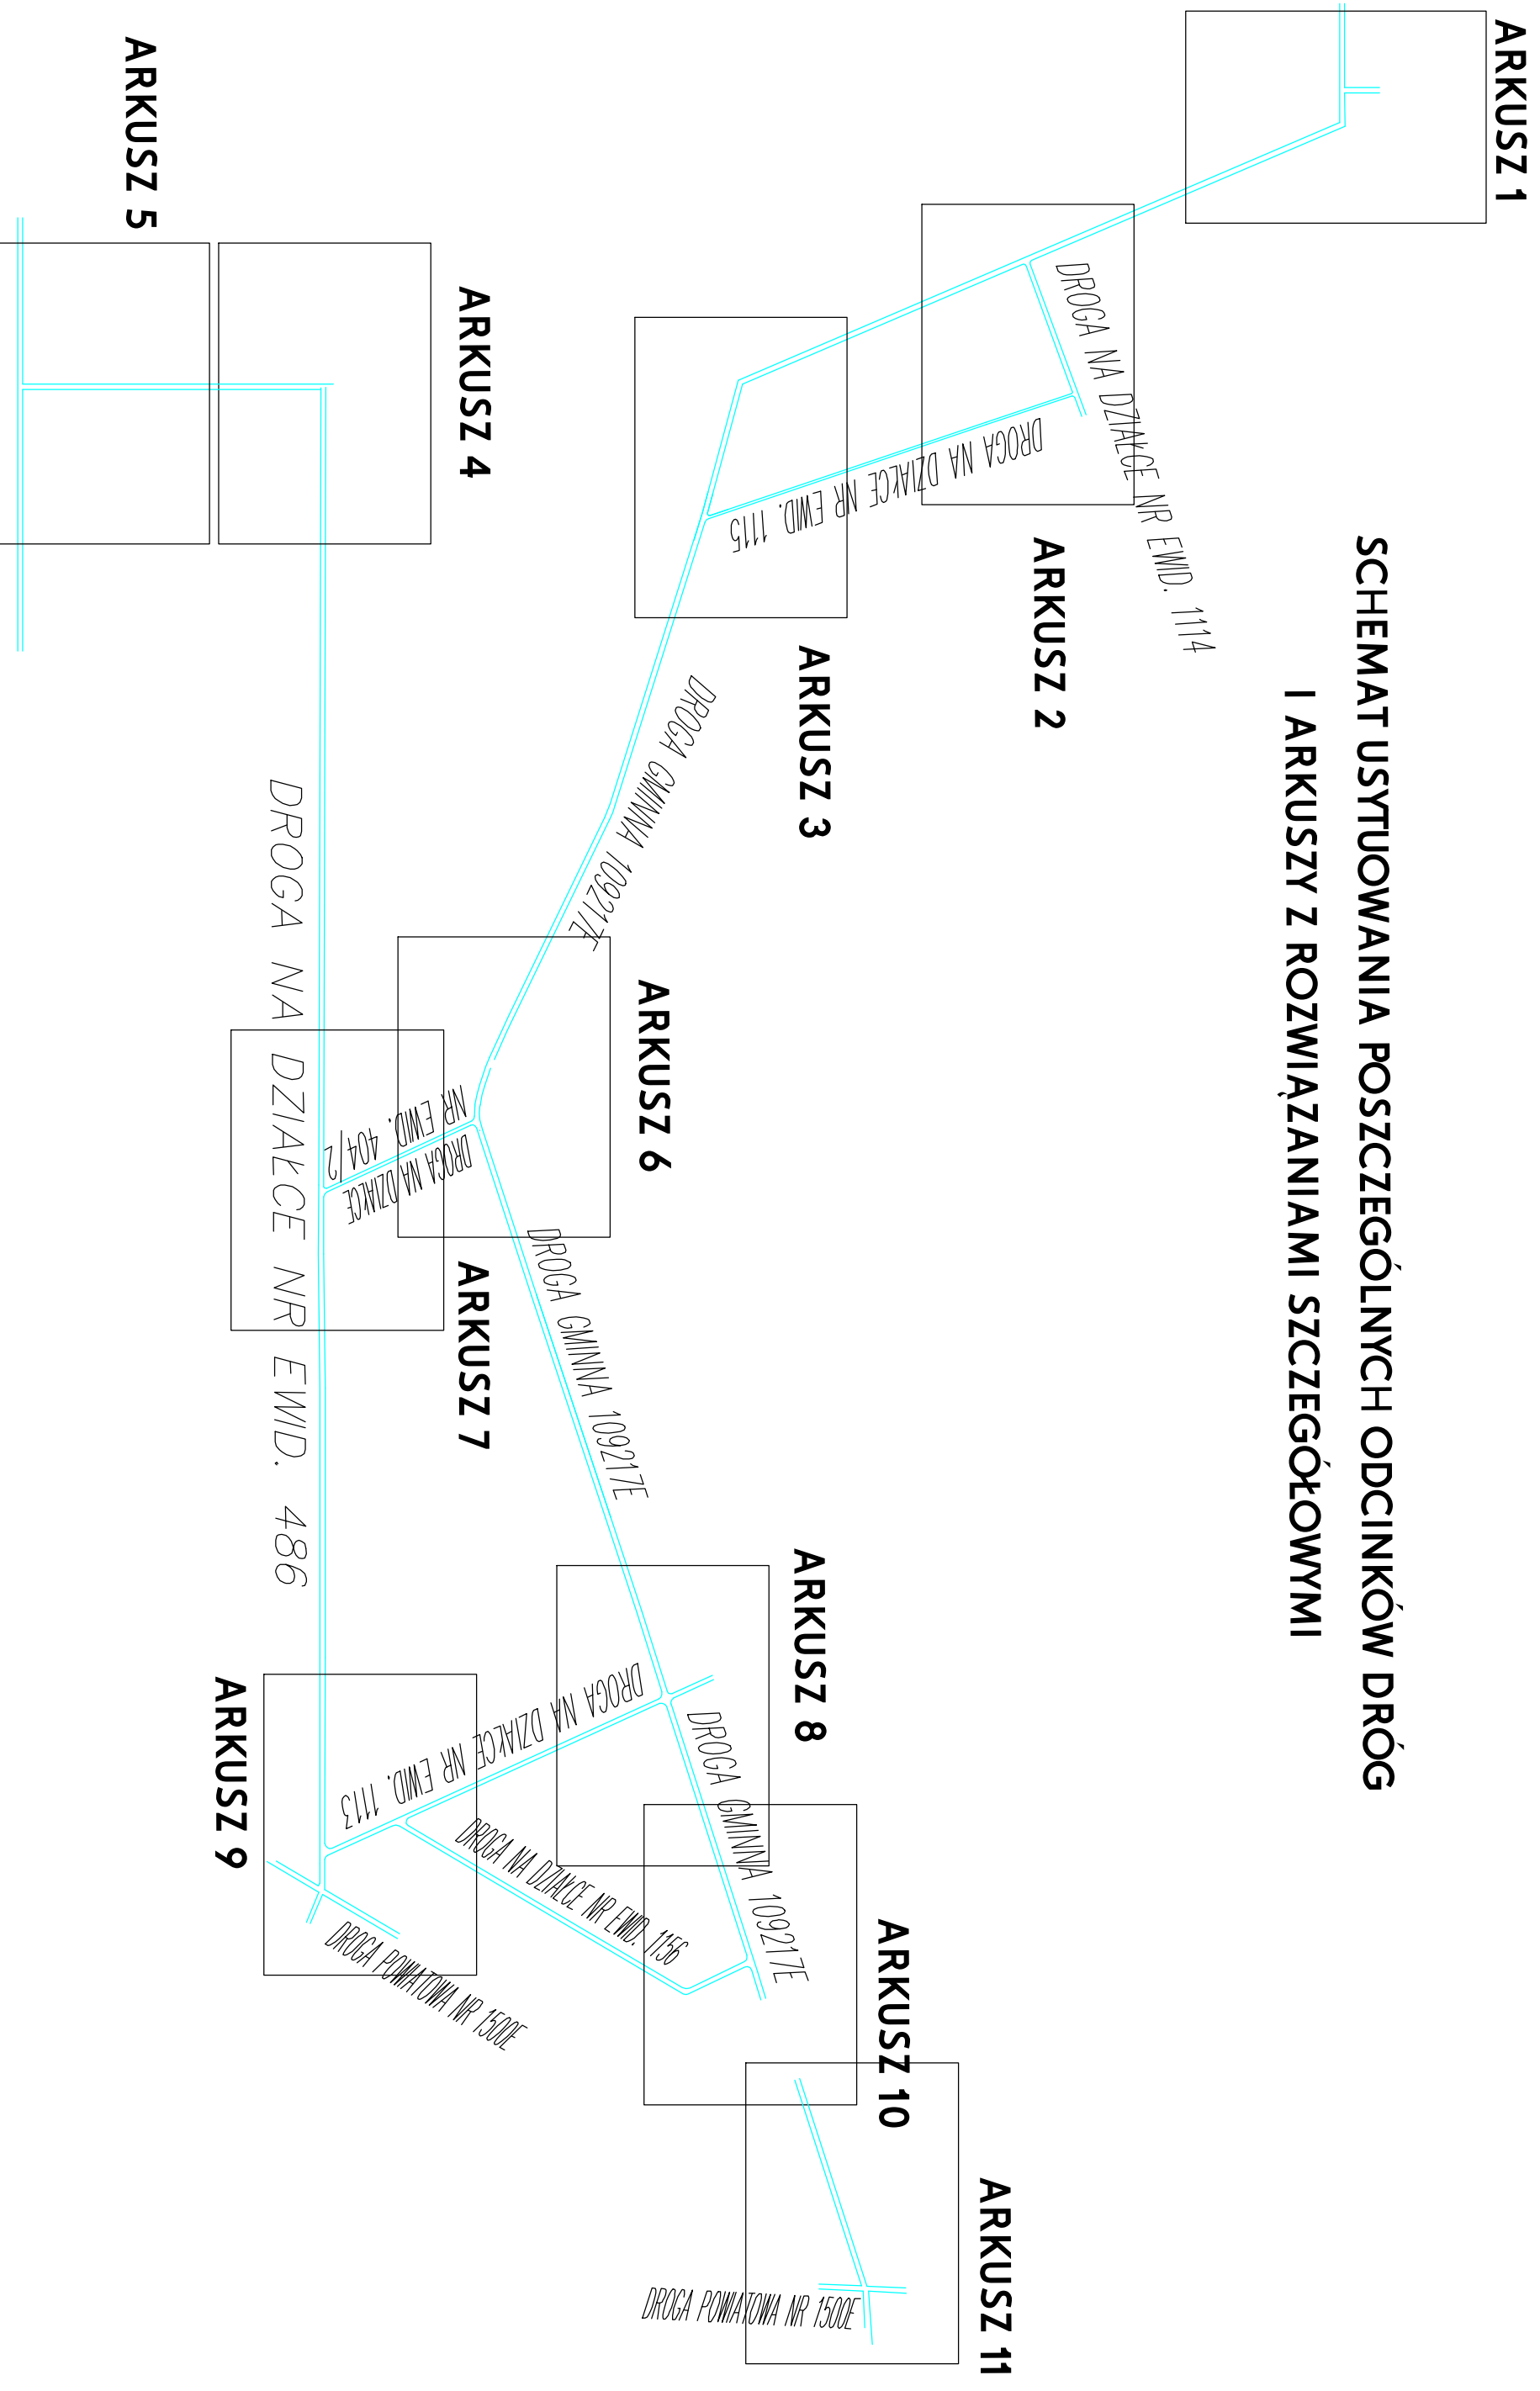 SCHEMAT USYTUOWANIA POSZCZEGÓLNYCH ODCINKÓW DRÓG
I ARKUSZY Z ROZWIĄZANIAMI SZCZEGÓŁOWYMI
ARKUSZ 1
DROGA NA DZIAŁCE NR EWID. 1114
ARKUSZ 2
DROGA NA DZIAŁCE NR EWID. 1115
ARKUSZ 3
DROGA GMINNA 109217E
ARKUSZ 4
ARKUSZ 5
ARKUSZ 6
NR EWID. 404/2
DROGA NA DZIAŁCE
ARKUSZ 7
DROGA NA DZIAŁCE NR EWID. 486
DROGA GMINNA 109217E
ARKUSZ 8
DROGA GMINNA 109217E
DROGA NA DZIAŁCE NR EWID. 1113
DROGA NA DZIAŁCE NR EWID. 1156
ARKUSZ 9
DROGA POWIATOWA NR 1500E
ARKUSZ 10
ARKUSZ 11
DROGA POWIATOWA NR 1500E